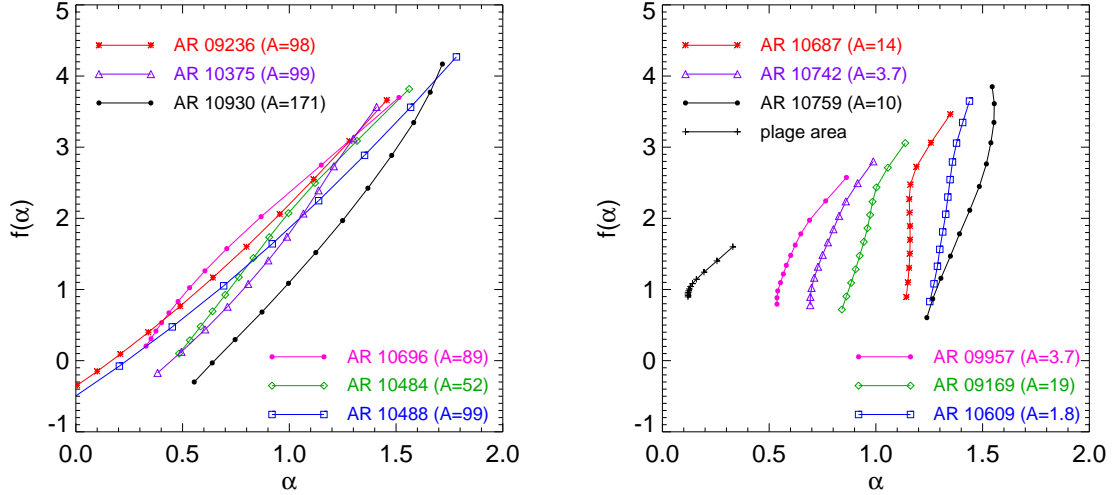 AR 09236 (A=98)
AR 10375 (A=99)
AR 10930 (A=171)
AR 10696 (A=89)
AR 10484 (A=52)
AR 10488 (A=99)
5
4
3
2
1
0
-1
f(α)
0.0 0.5 1.0 1.5 2.0
α
AR 10687 (A=14)
AR 10742 (A=3.7)
AR 10759 (A=10)
plage area
AR 09957 (A=3.7)
AR 09169 (A=19)
AR 10609 (A=1.8)
5
4
3
2
1
0
-1
f(α)
0.0 0.5 1.0 1.5 2.0
α